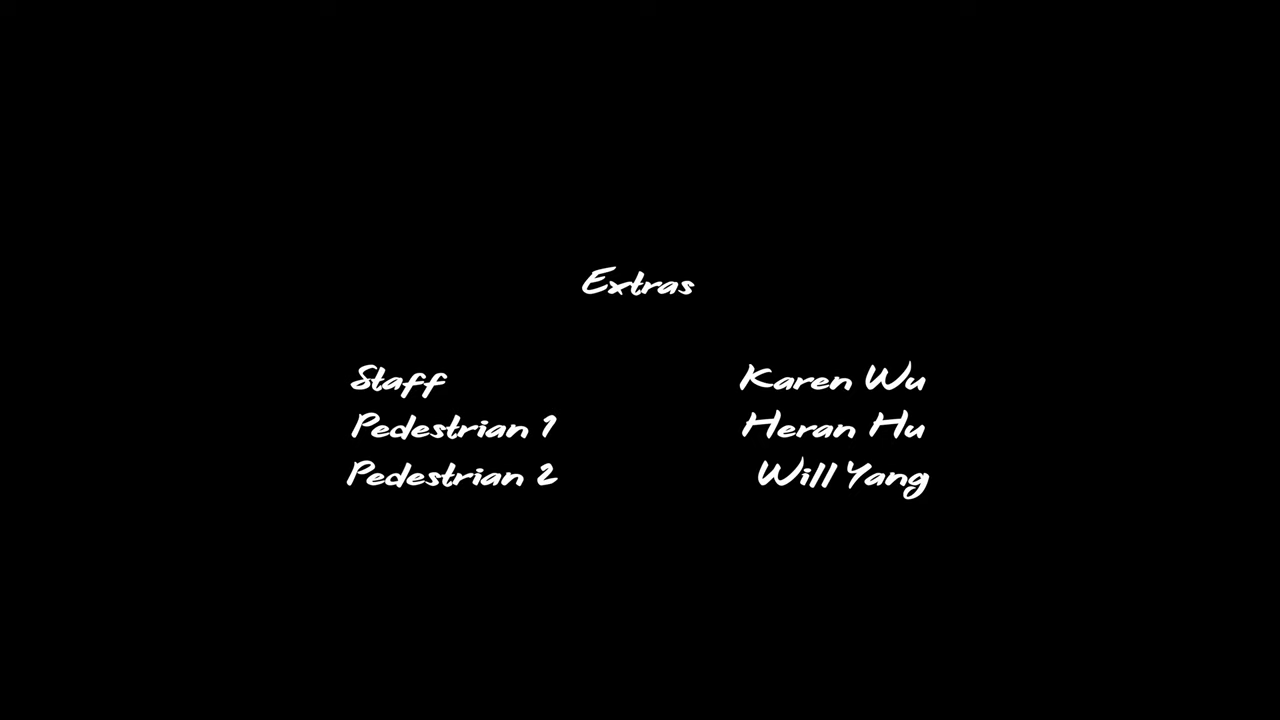 Extras
Staff Karen Wu
Pedestrian 1 Heran Hu
Pedestrian 2 Will Yang